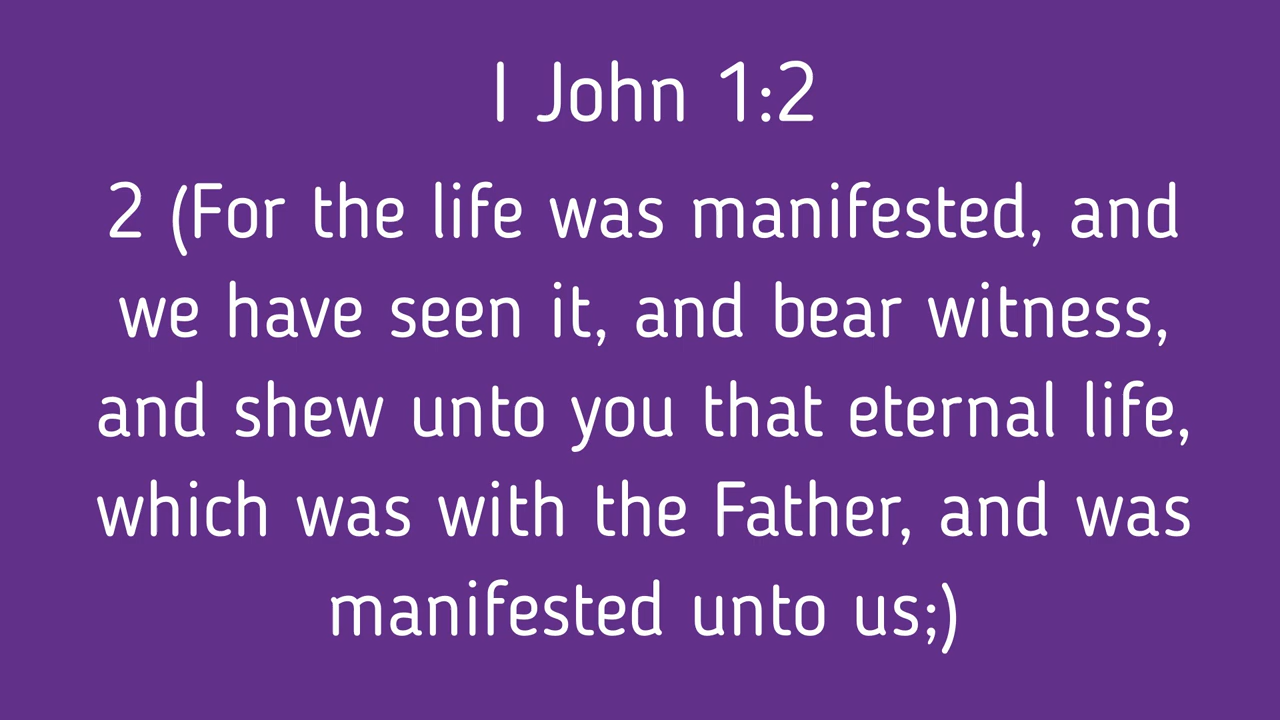 I John 1:2
2 (For the life was manifested, and
we have seen it, and bear witness,
and shew unto you that eternal life,
which was with the Father, and was
manifested unto us;)